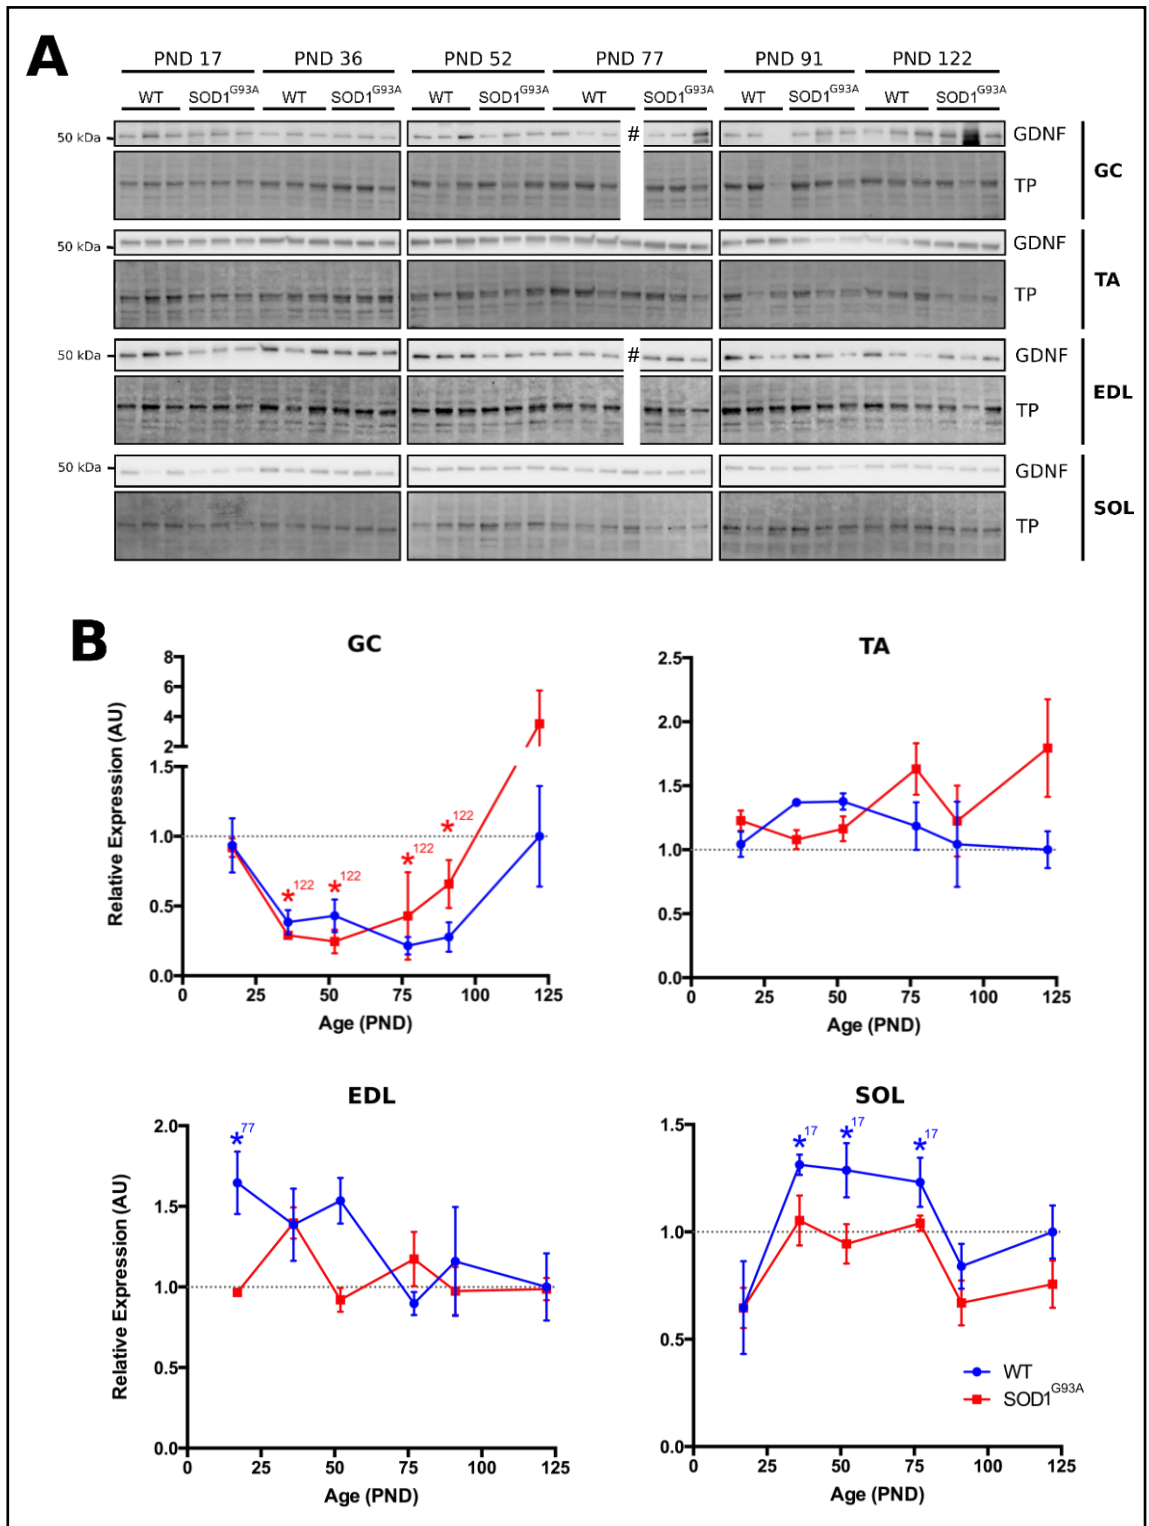 A
PND 17 PND 36 PND 52 PND 77 PND 91 PND 122
WT SOD1G93A WT SOD1G93A WT SOD1G93A WT SOD1G93A WT SOD1G93A WT SOD1G93A
50 kDa # GDNF
TP
GC
50 kDa GDNF
TP
TA
50 kDa # GDNF
TP
EDL
50 kDa GDNF
TP
SOL
B
GC
Relative Expression (AU)
8
6
4
2
1.5
1.0
0.5
0.0
*122 *122 *122 *122
0 25 50 75 100 125
Age (PND)
TA
2.5
2.0
1.5
1.0
0.5
0.0
0 25 50 75 100 125
Age (PND)
EDL
Relative Expression (AU)
2.0
1.5
1.0
0.5
0.0
*77
0 25 50 75 100 125
Age (PND)
SOL
1.5
1.0
0.5
0.0
*17 *17 *17
WT
SOD1G93A
0 25 50 75 100 125
Age (PND)